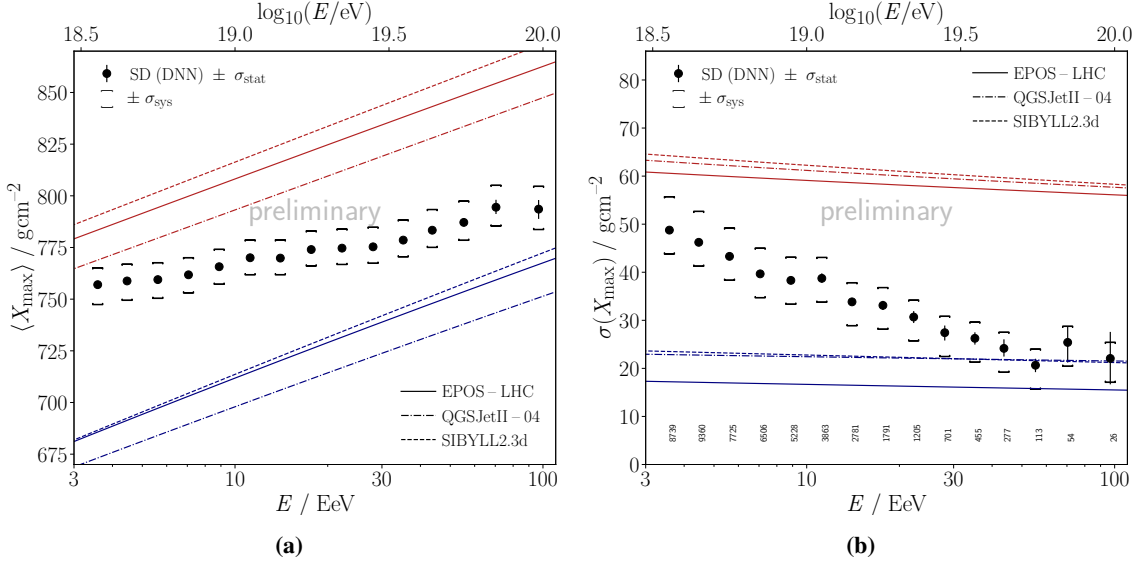 log₁₀(E/eV)
18.5 19.0 19.5 20.0
SD (DNN) ± σstat
± σsys
preliminary
850
825
800
775
750
725
700
675
⟨Xmax⟩ / gcm⁻²
EPOS – LHC
QGSJetII – 04
SIBYLL2.3d
3 10 30 100
E / EeV
(a)
log₁₀(E/eV)
18.5 19.0 19.5 20.0
SD (DNN) ± σstat
± σsys
EPOS – LHC
QGSJetII – 04
SIBYLL2.3d
preliminary
80
70
60
50
40
30
20
10
0
σ(Xmax) / gcm⁻²
8739 9360 7725 6506 5228 3863 2781 1791 1205 701 455 277 113 54 26
3 10 30 100
E / EeV
(b)